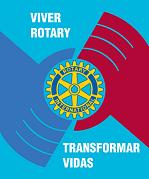 VIVER
ROTARY
ROTARY
INTERNATIONAL
TRANSFORMAR
VIDAS